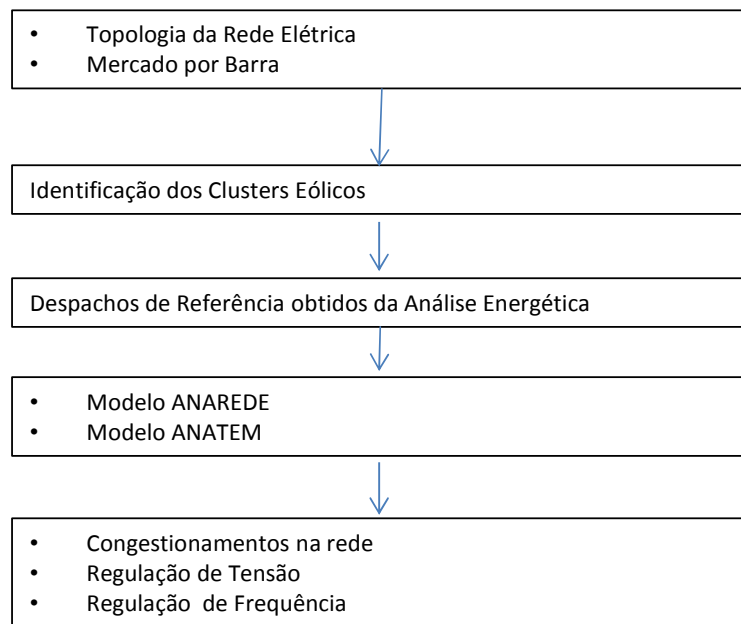 • Topologia da Rede Elétrica
• Mercado por Barra
Identificação dos Clusters Eólicos
Despachos de Referência obtidos da Análise Energética
• Modelo ANAREDE
• Modelo ANATEM
• Congestionamentos na rede
• Regulação de Tensão
• Regulação de Frequência